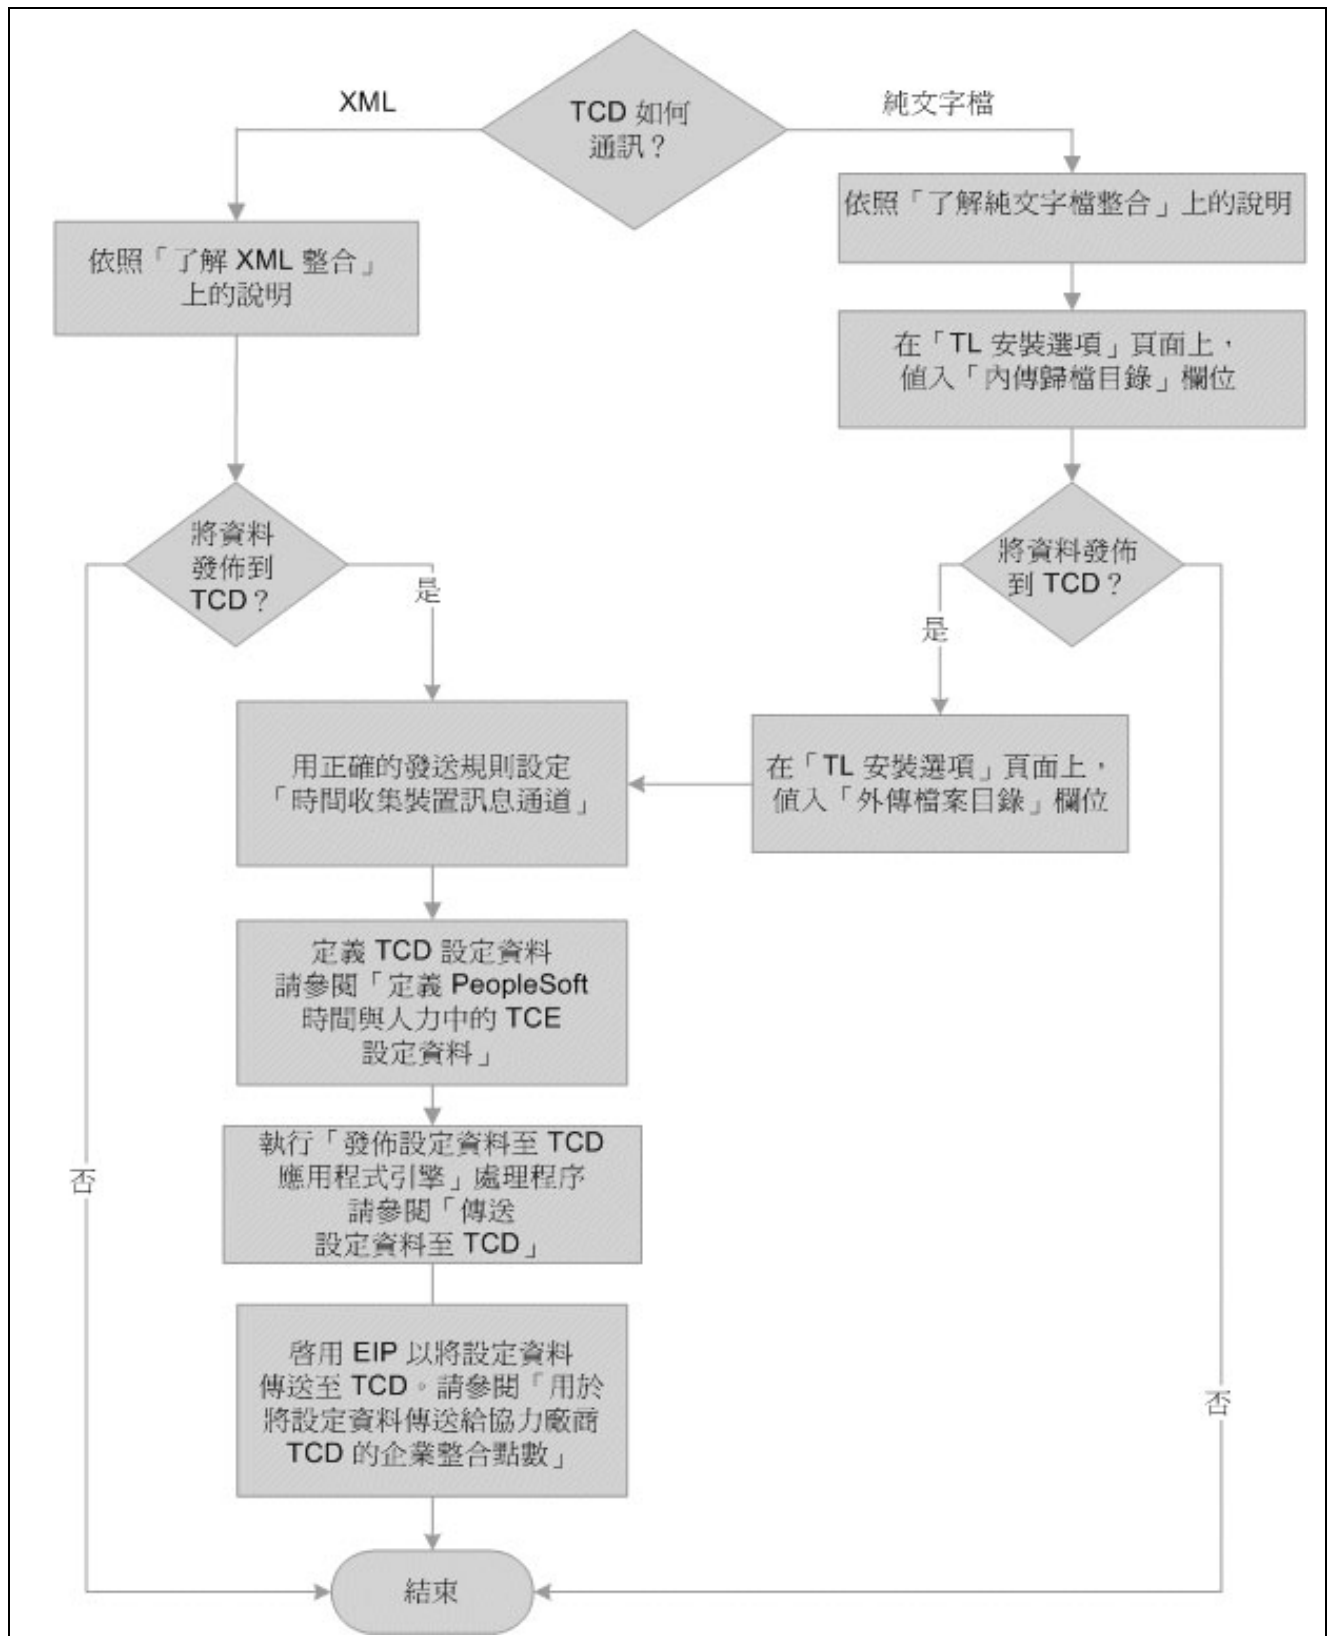 TCD 如何
通訊？
XML
純文字檔
依照「了解 XML 整合」
上的說明
依照「了解純文字檔整合」上的說明
在「TL 安裝選項」頁面上，
值入「內傳歸檔目錄」欄位
將資料
發佈到
TCD？
是
否
將資料發佈
到 TCD？
是
否
在「TL 安裝選項」頁面上，
值入「外傳檔案目錄」欄位
用正確的發送規則設定
「時間收集裝置訊息通道」
定義 TCD 設定資料
請參閱「定義 PeopleSoft
時間與人力中的 TCE
設定資料」
執行「發佈設定資料至 TCD
應用程式引擎」處理程序
請參閱「傳送
設定資料至 TCD」
啓用 EIP 以將設定資料
傳送至 TCD。請參閱「用於
將設定資料傳送給協力廠商
TCD 的企業整合點數」
結束